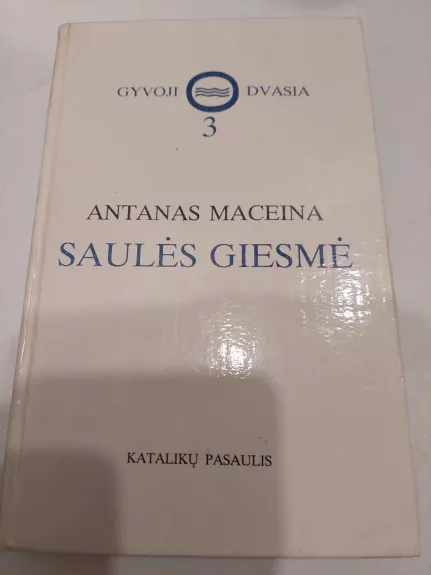 GYVOJI DVASIA
3
ANTANAS MACEINA
SAULĖS GIESMĖ
KATALIKŲ PASAULIS